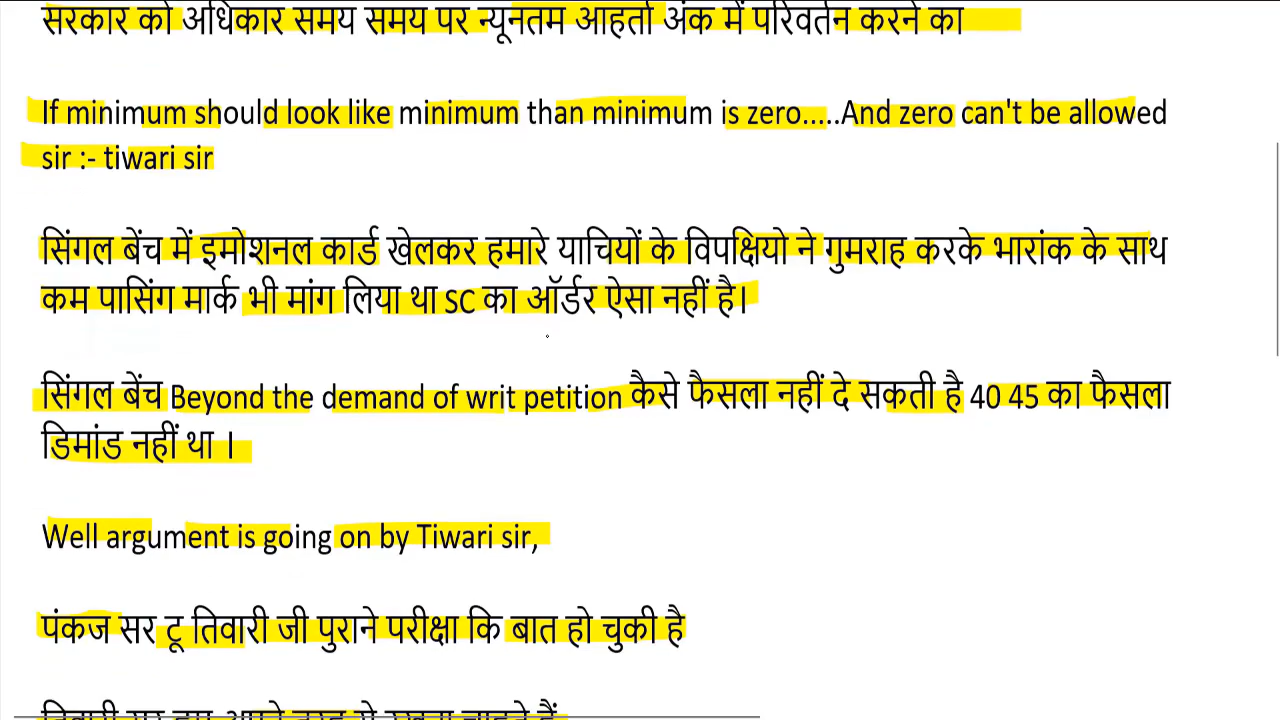 सरकार को अधिकार समय समय पर न्यूनतम आहर्ता अंक में परिवर्तन करने का
If minimum should look like minimum than minimum is zero.....And zero can't be allowed
sir :- tiwari sir
सिंगल बेंच में इमोशनल कार्ड खेलकर हमारे याचियों के विपक्षियो ने गुमराह करके भारांक के साथ
कम पासिंग मार्क भी मांग लिया था SC का ऑर्डर ऐसा नहीं है।
सिंगल बेंच Beyond the demand of writ petition कैसे फैसला नहीं दे सकती है 40 45 का फैसला
डिमांड नहीं था ।
Well argument is going on by Tiwari sir,
पंकज सर टू तिवारी जी पुराने परीक्षा कि बात हो चुकी है